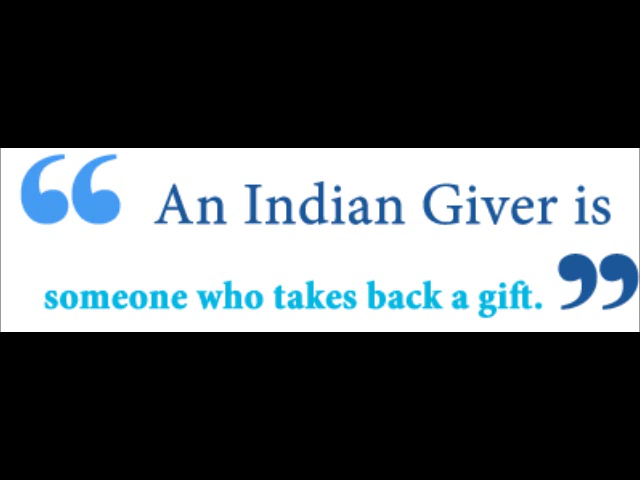 “ An Indian Giver is
someone who takes back a gift. ”